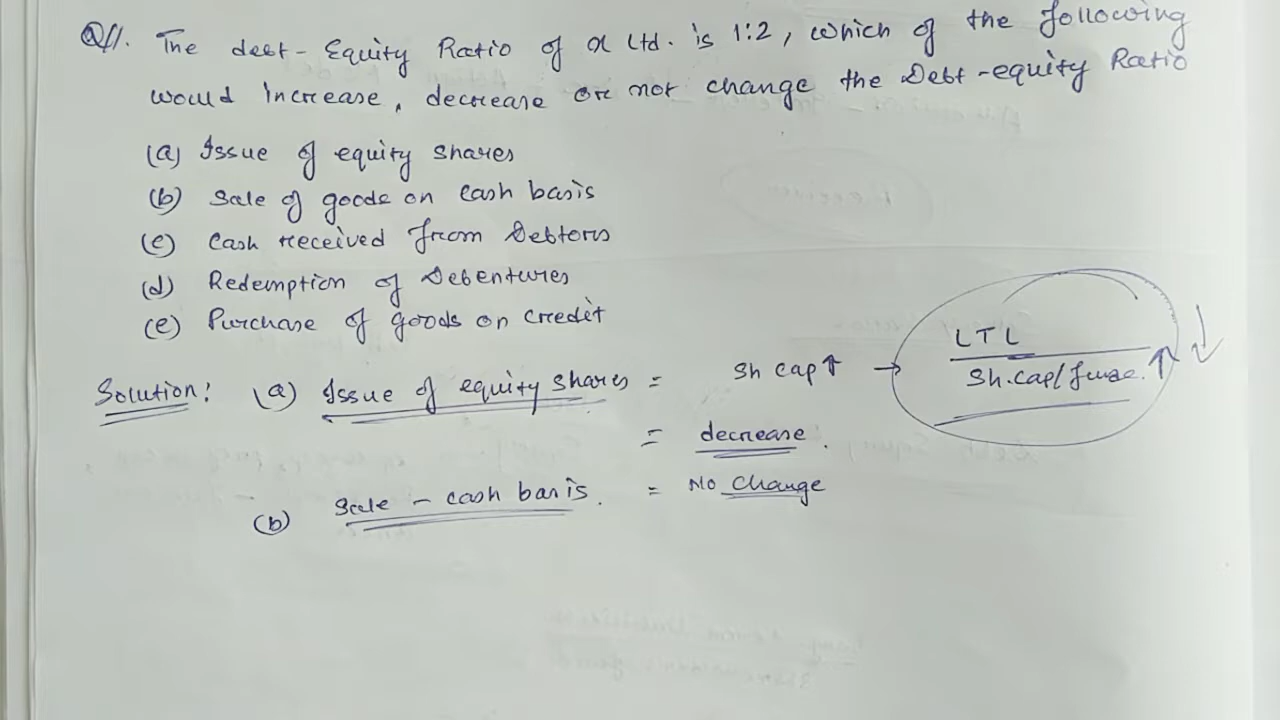 Q1. The debt-Equity Ratio of x Ltd. is 1:2, which of the following
would increase, decrease or not change the Debt-equity Ratio
(a) Issue of equity shares
(b) Sale of goods on cash basis
(c) Cash received from Debtors
(d) Redemption of Debentures
(e) Purchase of goods on credit
Solution: (a) Issue of equity shares = Sh cap↑ → LTL
Sh. cap/ ↑ ↓
= decrease.
(b) Sale - cash basis. = No change